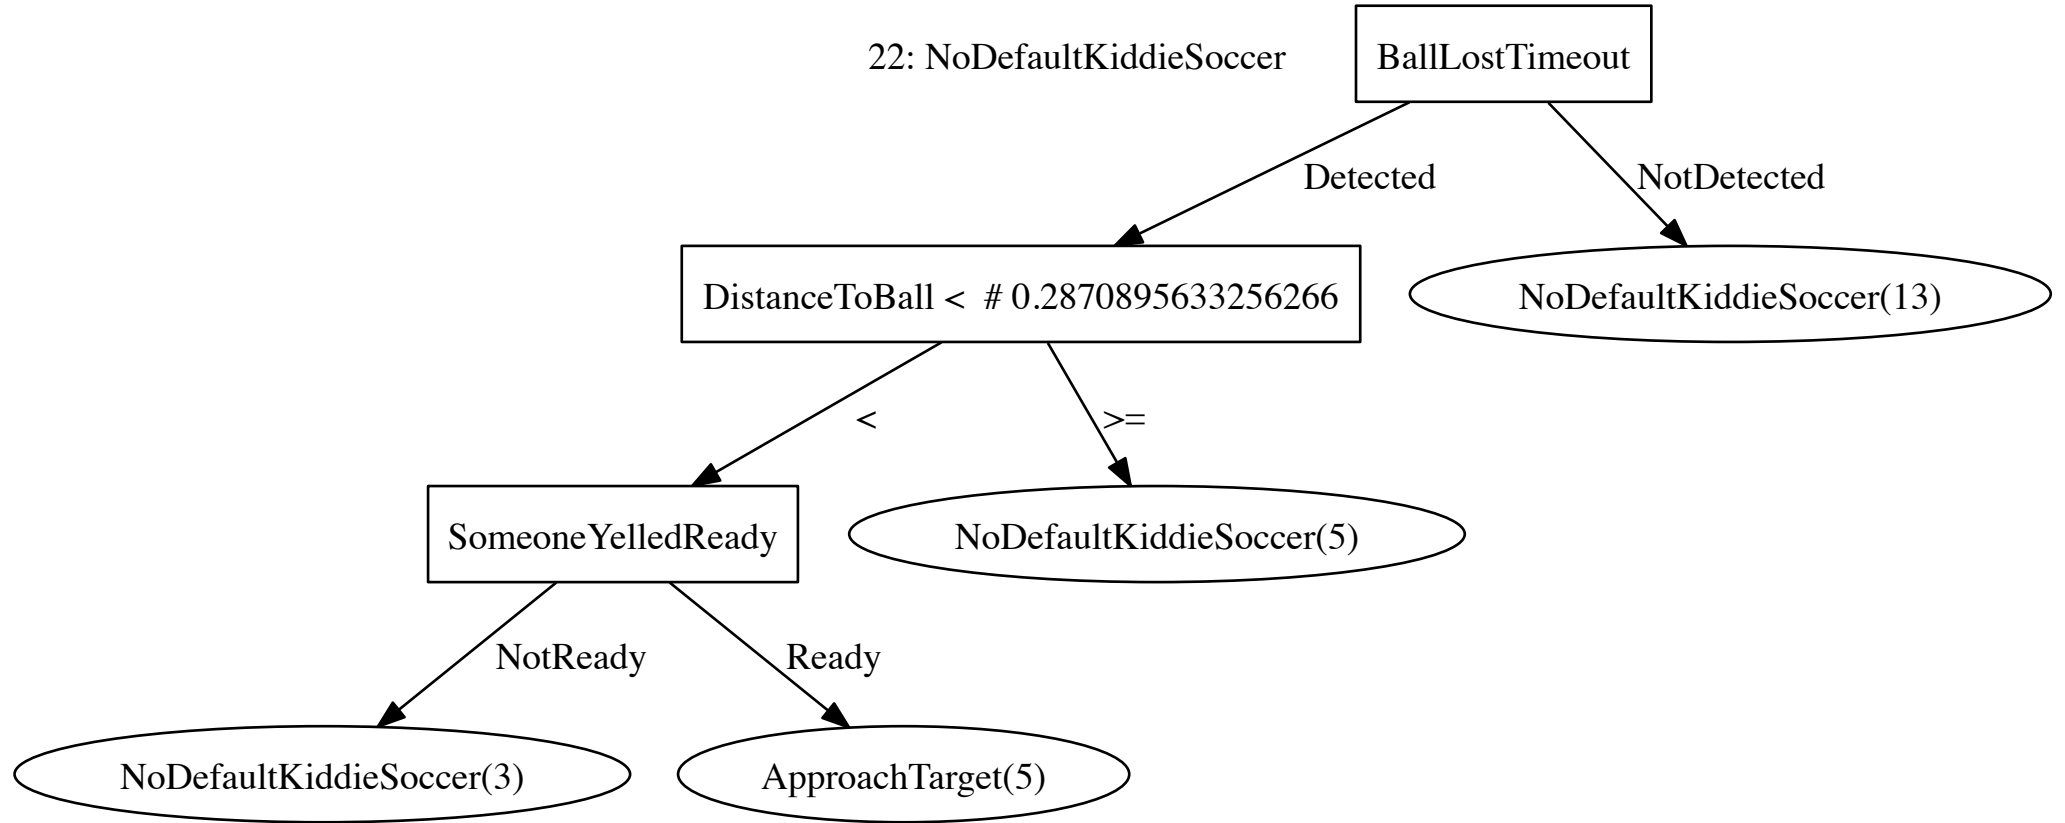 22: NoDefaultKiddieSoccer
BallLostTimeout
Detected
NotDetected
DistanceToBall <  # 0.2870895633256266
NoDefaultKiddieSoccer(13)
<
>=
SomeoneYelledReady
NoDefaultKiddieSoccer(5)
NotReady
Ready
NoDefaultKiddieSoccer(3)
ApproachTarget(5)